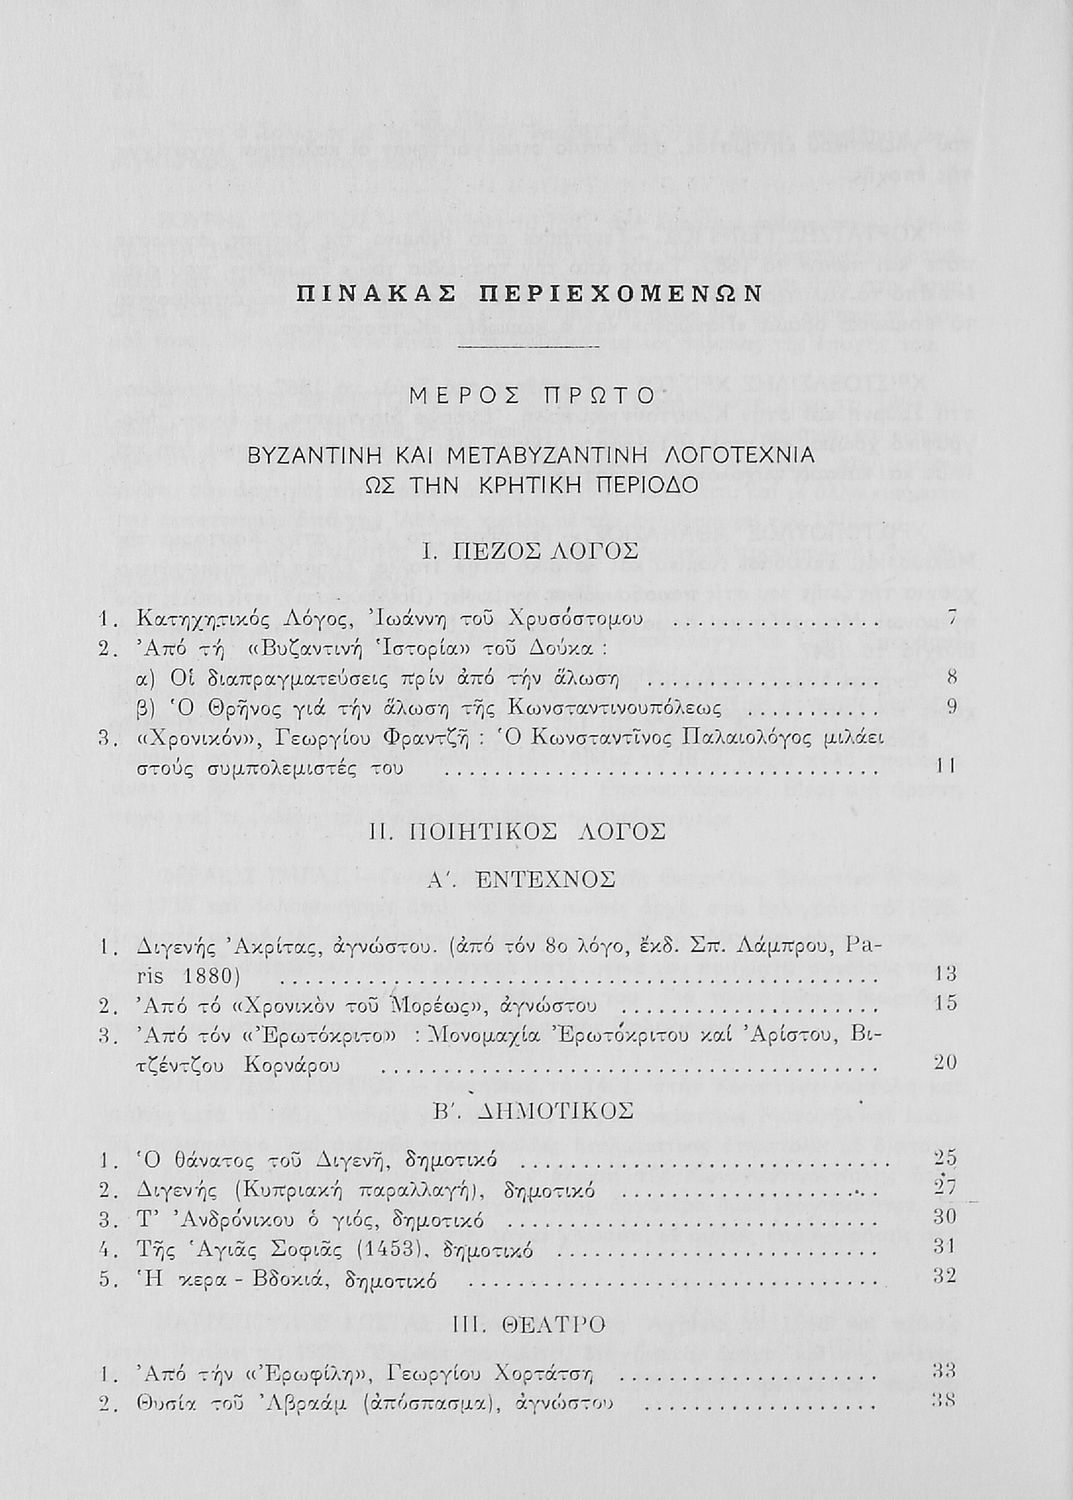 ΠΙΝΑΚΑΣ ΠΕΡΙΕΧΟΜΕΝΩΝ
ΜΕΡΟΣ ΠΡΩΤΟ
ΒΥΖΑΝΤΙΝΗ ΚΑΙ ΜΕΤΑΒΥΖΑΝΤΙΝΗ ΛΟΓΟΤΕΧΝΙΑ
ΩΣ ΤΗΝ ΚΡΗΤΙΚΗ ΠΕΡΙΟΔΟ
Ι. ΠΕΖΟΣ ΛΟΓΟΣ
1. Κατηχητικός Λόγος, Ἰωάννη τοῦ Χρυσόστομου ................. 7
2. Ἀπό τή «Βυζαντινή Ἱστορία» τοῦ Δούκα :
α) Οἱ διαπραγματεύσεις πρίν ἀπό τήν ἅλωση .................. 8
β) Ὁ Θρῆνος γιά τήν ἅλωση τῆς Κωνσταντινουπόλεως ........... 9
3. «Χρονικόν», Γεωργίου Φραντζῆ : Ὁ Κωνσταντῖνος Παλαιολόγος μιλάει
στούς συμπολεμιστές του .................................. 11
ΙΙ. ΠΟΙΗΤΙΚΟΣ ΛΟΓΟΣ
Α΄. ΕΝΤΕΧΝΟΣ
1. Διγενής Ἀκρίτας, ἀγνώστου. (ἀπό τόν 8ο λόγο, ἔκδ. Σπ. Λάμπρου, Pa-
ris 1880) .............................................. 13
2. Ἀπό τό «Χρονικὸν τοῦ Μορέως», ἀγνώστου .................... 15
3. Ἀπό τόν «Ἐρωτόκριτο» : Μονομαχία Ἐρωτόκριτου καί Ἀρίστου, Βι-
τζέντζου Κορνάρου ....................................... 20
Β΄. ΔΗΜΟΤΙΚΟΣ
1. Ὁ θάνατος τοῦ Διγενῆ, δημοτικό ............................. 25
2. Διγενής (Κυπριακή παραλλαγή), δημοτικό .................... 27
3. Τ' Ἀνδρόνικου ὁ γιός, δημοτικό ............................. 30
4. Τῆς Ἁγιᾶς Σοφιᾶς (1453), δημοτικό ......................... 31
5. Ἡ κερα - Βδοκιά, δημοτικό ................................ 32
ΙΙΙ. ΘΕΑΤΡΟ
1. Ἀπό τήν «Ἐρωφίλη», Γεωργίου Χορτάτση .................... 33
2. Θυσία τοῦ Ἀβραάμ (ἀπόσπασμα), ἀγνώστου .................. 38